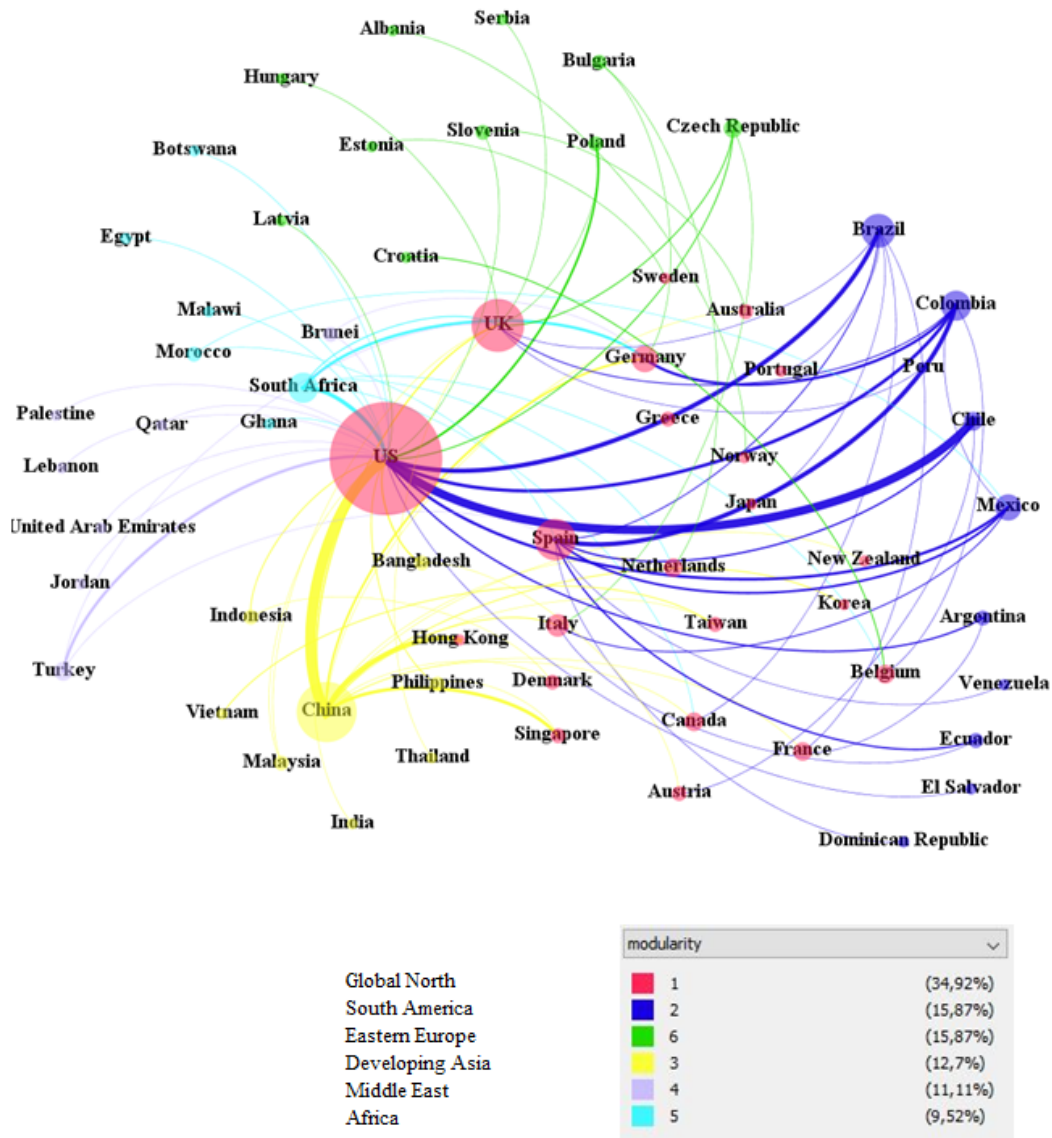 Serbia
Albania
Bulgaria
Hungary
Czech Republic
Slovenia
Estonia
Poland
Botswana
Latvia
Brazil
Egypt
Croatia
Sweden
Colombia
Malawi
Australia
Brunei
UK
Morocco
Germany
Portugal
Peru
South Africa
Palestine
Qatar
Ghana
Greece
Chile
US
Norway
Lebanon
Japan
Mexico
United Arab Emirates
Spain
Bangladesh
Netherlands
New Zealand
Jordan
Korea
Indonesia
Italy
Taiwan
Argentina
Hong Kong
Turkey
Philippines
Denmark
Belgium
Venezuela
Vietnam
China
Canada
Singapore
Ecuador
Malaysia
Thailand
France
Austria
El Salvador
India
Dominican Republic
modularity
Global North 1 (34,92%)
South America 2 (15,87%)
Eastern Europe 6 (15,87%)
Developing Asia 3 (12,7%)
Middle East 4 (11,11%)
Africa 5 (9,52%)